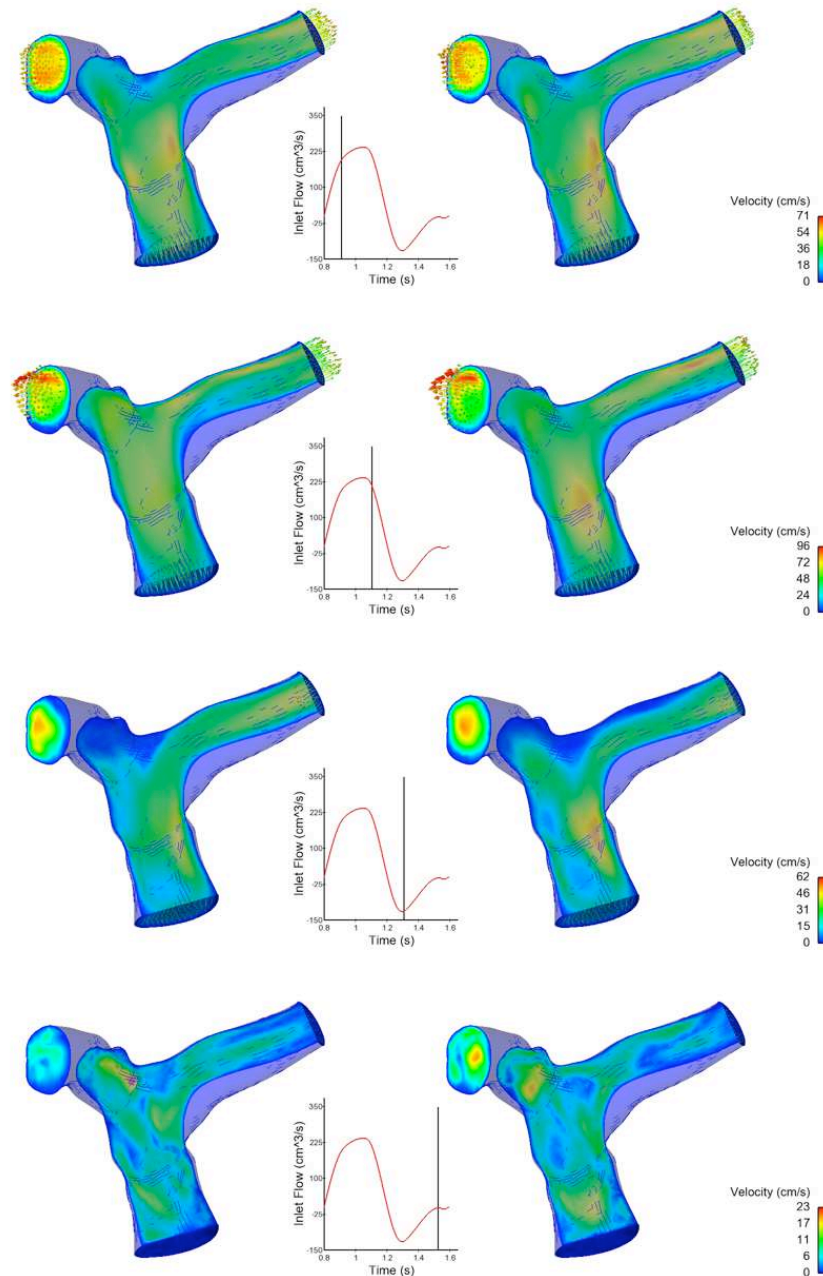 350
225
100
-25
-150
Inlet Flow (cm^3/s)
0.8 1 1.2 1.4 1.6
Time (s)
Velocity (cm/s)
71
54
36
18
0
350
225
100
-25
-150
Inlet Flow (cm^3/s)
0.8 1 1.2 1.4 1.6
Time (s)
Velocity (cm/s)
96
72
48
24
0
350
225
100
-25
-150
Inlet Flow (cm^3/s)
0.8 1 1.2 1.4 1.6
Time (s)
Velocity (cm/s)
62
46
31
15
0
350
225
100
-25
-150
Inlet Flow (cm^3/s)
0.8 1 1.2 1.4 1.6
Time (s)
Velocity (cm/s)
23
17
11
6
0